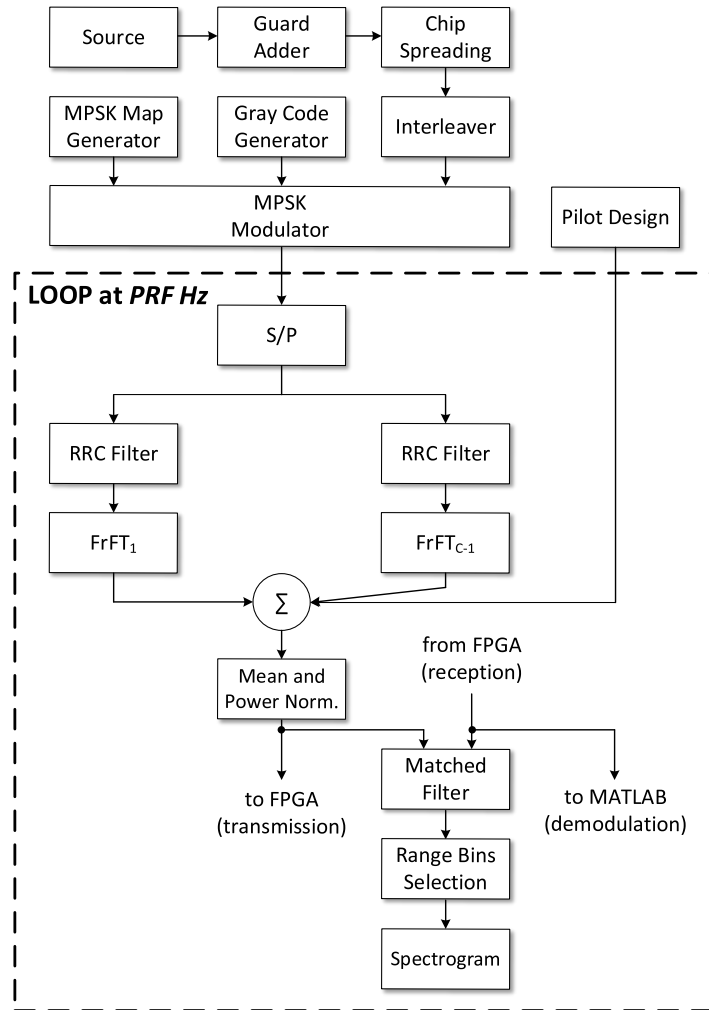 Source
Guard
Adder
Chip
Spreading
MPSK Map
Generator
Gray Code
Generator
Interleaver
MPSK
Modulator
Pilot Design
LOOP at PRF Hz
S/P
RRC Filter
RRC Filter
FrFT1
FrFTC-1
Σ
from FPGA
(reception)
Mean and
Power Norm.
Matched
Filter
to FPGA
(transmission)
to MATLAB
(demodulation)
Range Bins
Selection
Spectrogram